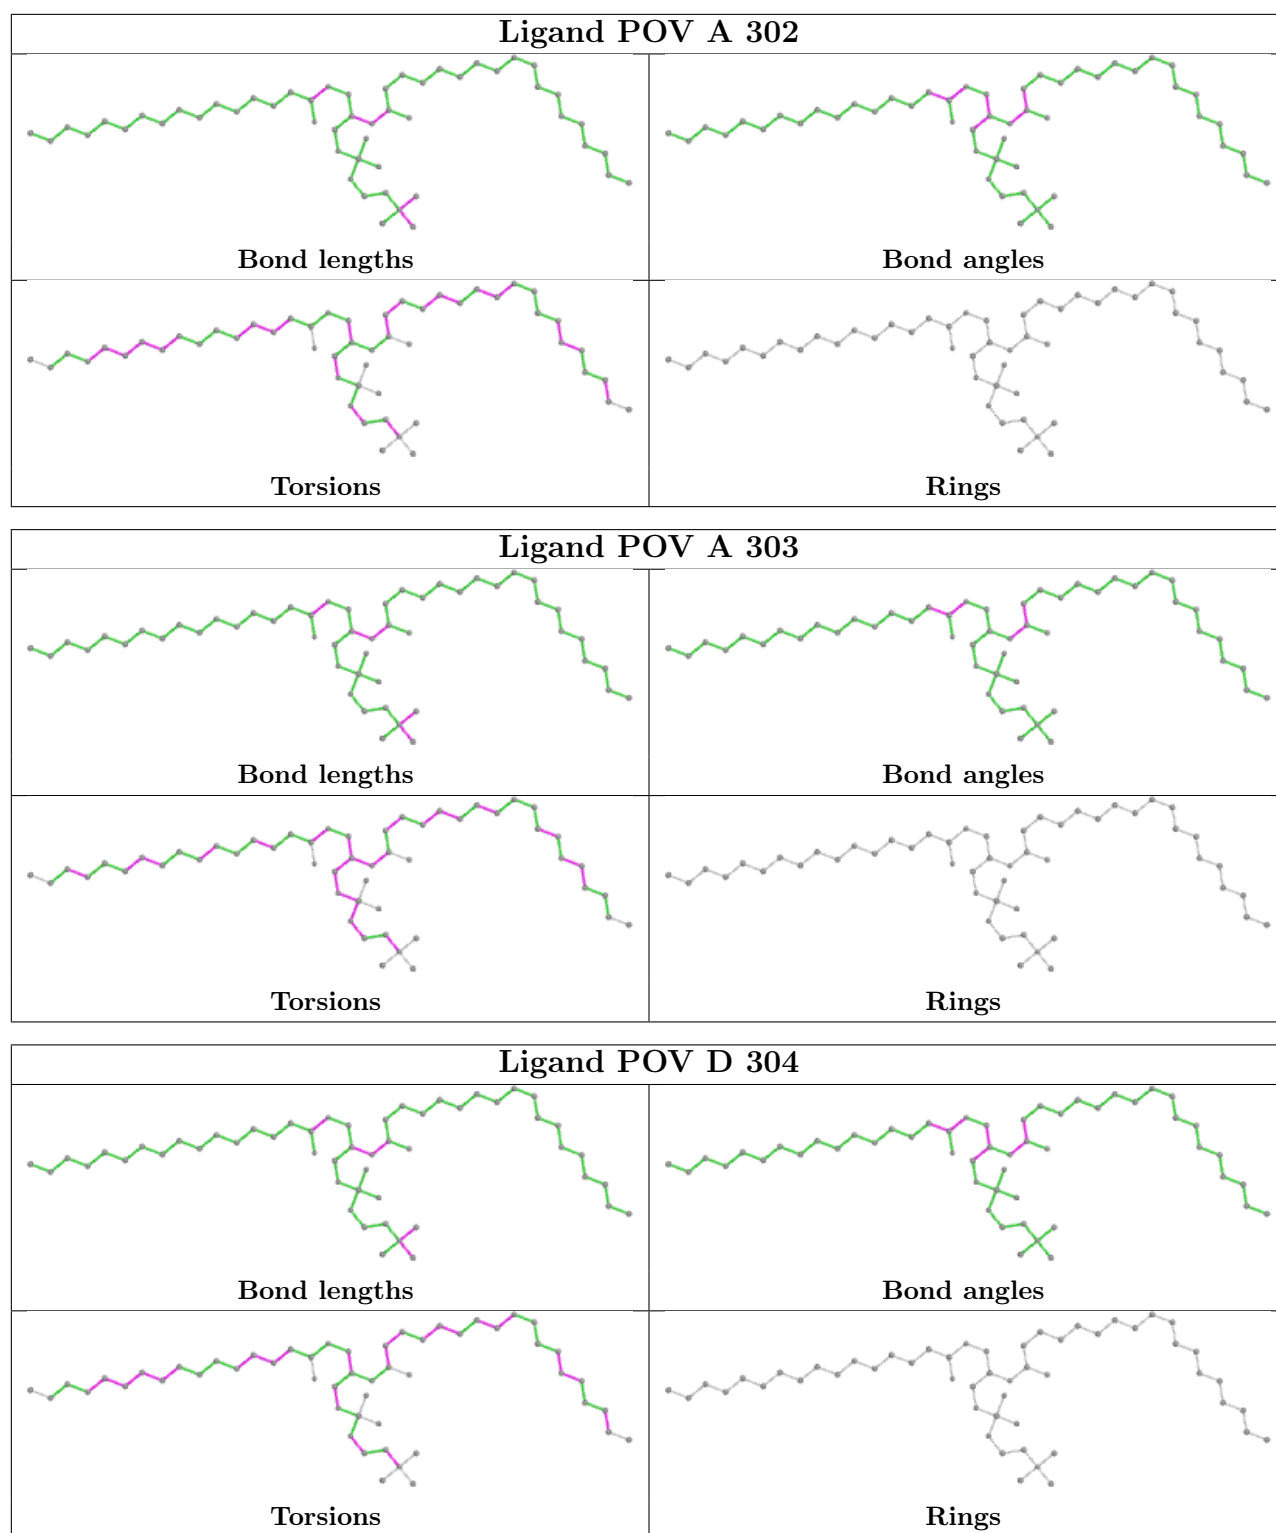 Ligand POV A 302
Bond lengths
Bond angles
Torsions
Rings
Ligand POV A 303
Bond lengths
Bond angles
Torsions
Rings
Ligand POV D 304
Bond lengths
Bond angles
Torsions
Rings